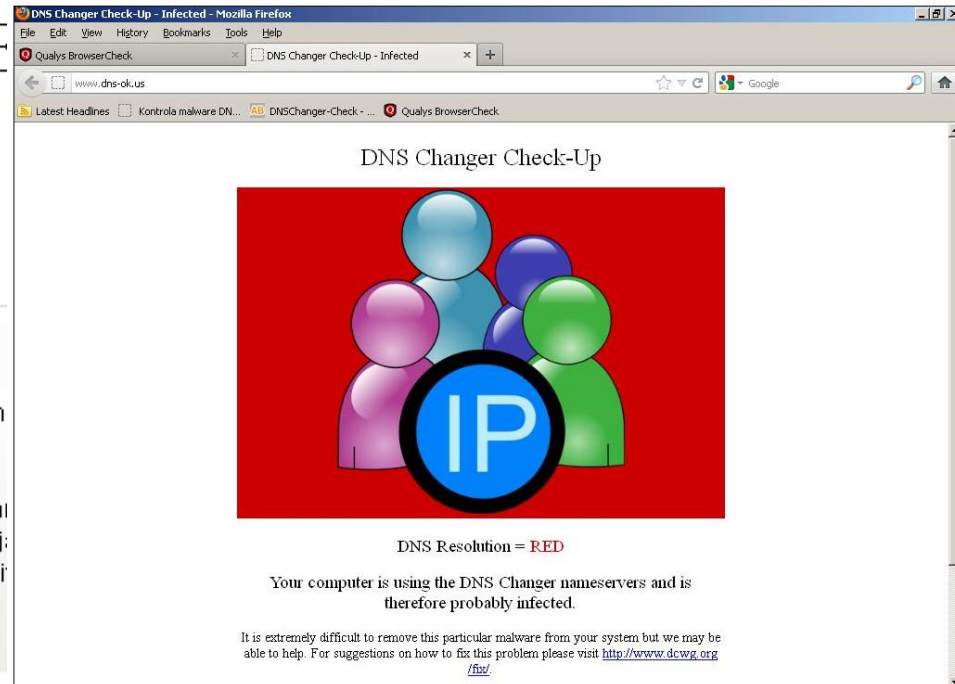 DNS Changer Check-Up - Infected - Mozilla Firefox
File Edit View History Bookmarks Tools Help
Qualys BrowserCheck
DNS Changer Check-Up - Infected
www.dns-ok.us
Google
Latest Headlines Kontrola malware DN... DNSChanger-Check - ... Qualys BrowserCheck
DNS Changer Check-Up
IP
DNS Resolution = RED
Your computer is using the DNS Changer nameservers and is
therefore probably infected.
It is extremely difficult to remove this particular malware from your system but we may be
able to help. For suggestions on how to fix this problem please visit http://www.dcwg.org
/fix/.